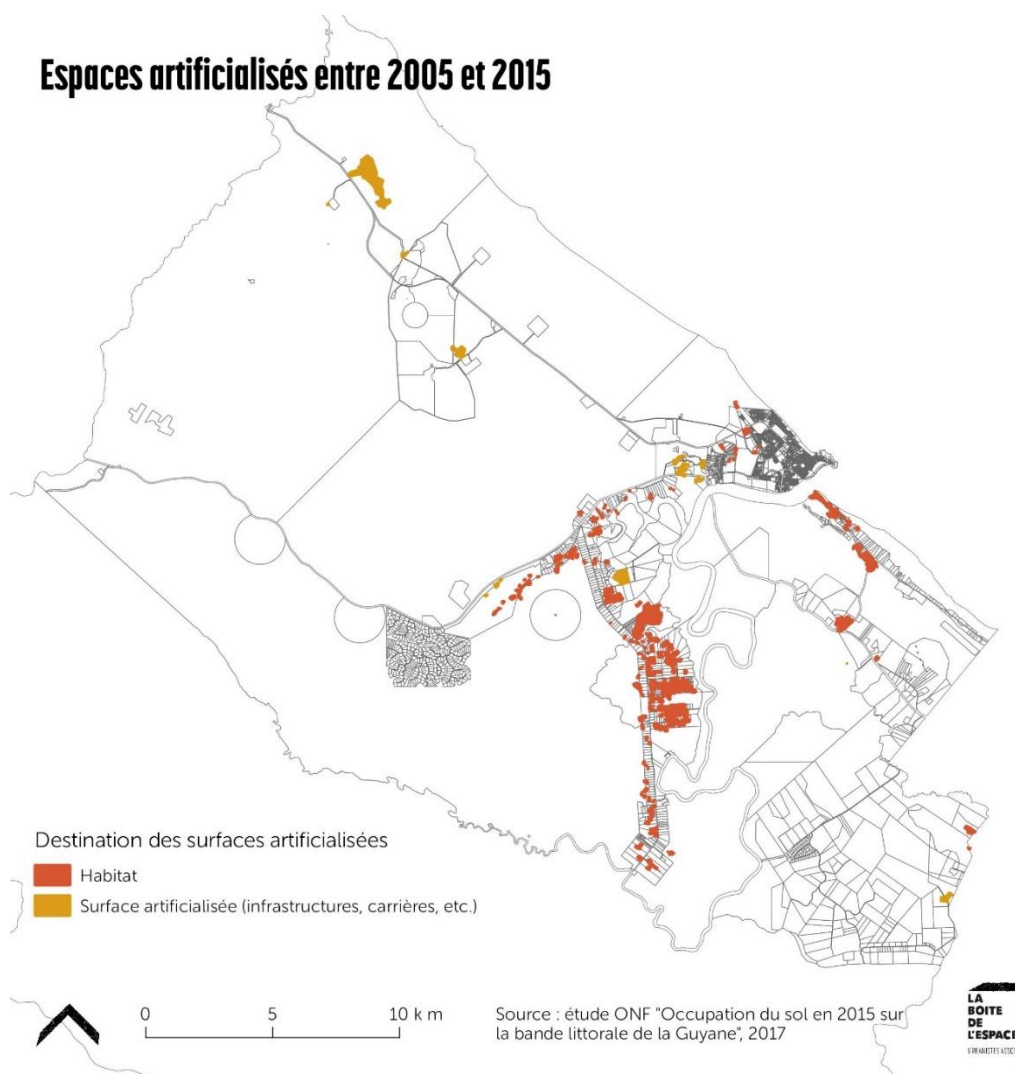 Espaces artificialisés entre 2005 et 2015
Destination des surfaces artificialisées
Habitat
Surface artificialisée (infrastructures, carrières, etc.)
0 5 10 km
Source : étude ONF "Occupation du sol en 2015 sur
la bande littorale de la Guyane", 2017
LA
BOITE
DE
L'ESPACE
URBANISTES ASSOC